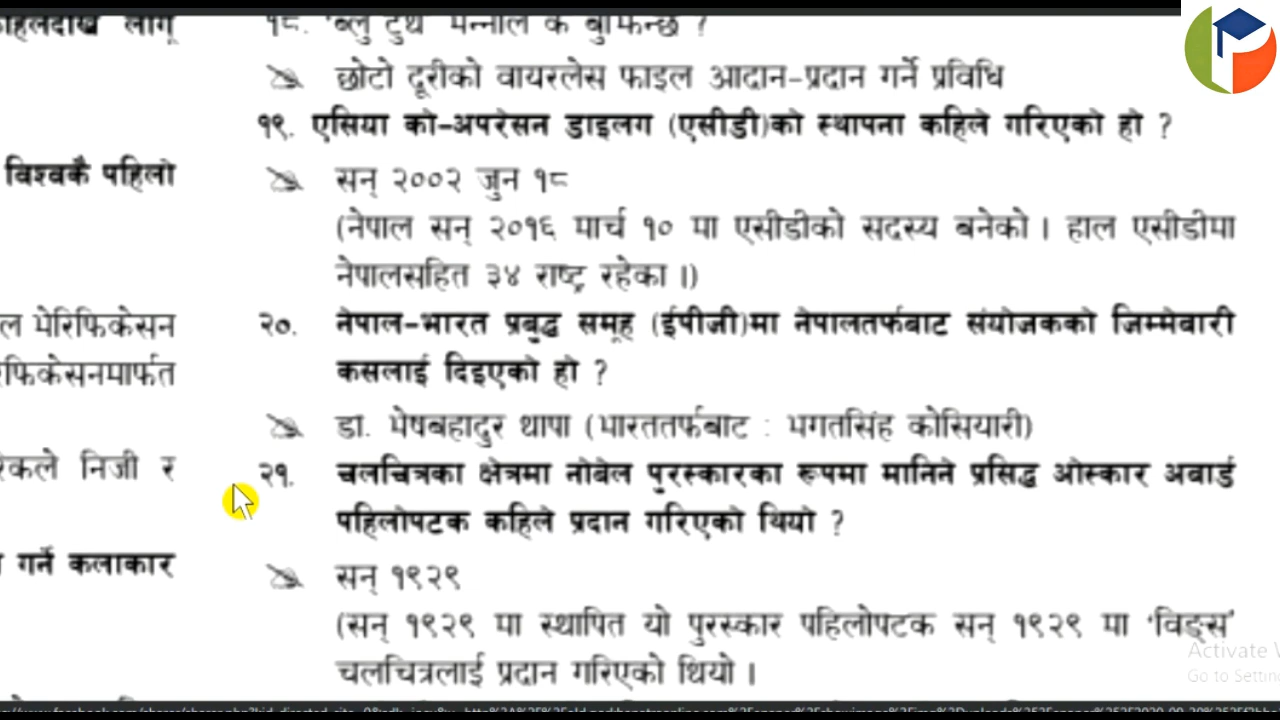 लागू
विश्वकै पहिलो
भेरिफिकेसन
निजी र
गर्ने कलाकार
१८. 'ब्लु टुथ' भन्नाले के बुझिन्छ ?
छोटो दूरीको वायरलेस फाइल आदान-प्रदान गर्ने प्रविधि
१९. एसिया को-अपरेसन डाइलग (एसीडी)को स्थापना कहिले गरिएको हो ?
सन् २००२ जुन १८
(नेपाल सन् २०१६ मार्च १० मा एसीडीको सदस्य बनेको । हाल एसीडीमा
नेपालसहित ३४ राष्ट्र रहेका ।)
२०. नेपाल-भारत प्रबुद्ध समूह (ईपीजी)मा नेपालतर्फबाट संयोजकको जिम्मेबारी
कसलाई दिइएको हो ?
डा. भेषबहादुर थापा (भारततर्फबाट : भगतसिंह कोसियारी)
२१. चलचित्रका क्षेत्रमा नोबेल पुरस्कारका रूपमा मानिने प्रसिद्ध ओस्कार अबार्ड
पहिलोपटक कहिले प्रदान गरिएको थियो ?
सन् १९२९
(सन् १९२९ मा स्थापित यो पुरस्कार पहिलोपटक सन् १९२९ मा 'विङ्स'
चलचित्रलाई प्रदान गरिएको थियो ।
Activate
Go to